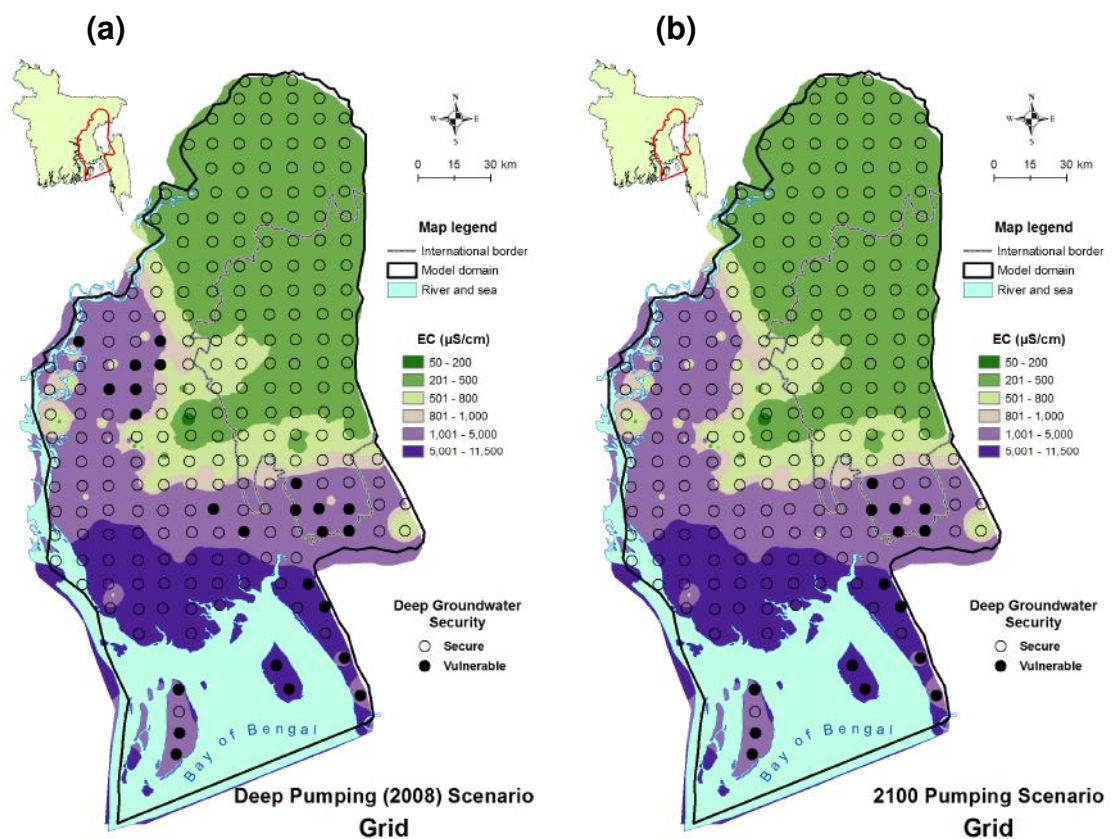 (a)
N
W E
S
0 15 30 km
Map legend
International border
Model domain
River and sea
EC (µS/cm)
50 - 200
201 - 500
501 - 800
801 - 1,000
1,001 - 5,000
5,001 - 11,500
Deep Groundwater
Security
Secure
Vulnerable
Bay of Bengal
Deep Pumping (2008) Scenario
Grid
(b)
N
W E
S
0 15 30 km
Map legend
International border
Model domain
River and sea
EC (µS/cm)
50 - 200
201 - 500
501 - 800
801 - 1,000
1,001 - 5,000
5,001 - 11,500
Deep Groundwater
Security
Secure
Vulnerable
Bay of Bengal
2100 Pumping Scenario
Grid